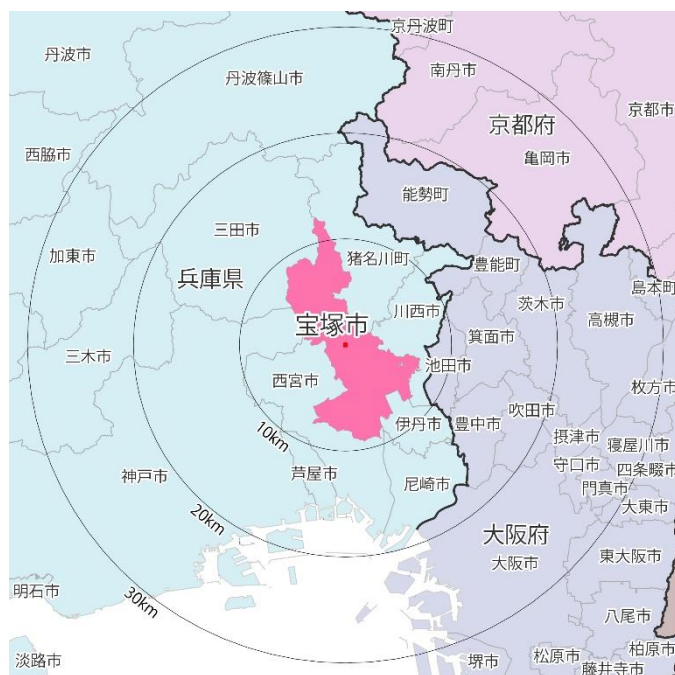 京丹波町
丹波市
南丹市
丹波篠山市
京都市
京都府
亀岡市
西脇市
能勢町
三田市
加東市
猪名川町
豊能町
兵庫県
島本町
茨木市
川西市
高槻市
宝塚市
箕面市
三木市
池田市
西宮市
枚方市
吹田市
伊丹市
豊中市
10km
摂津市
寝屋川市
守口市
四条畷市
芦屋市
神戸市
尼崎市
門真市
大東市
20km
大阪府
東大阪市
大阪市
明石市
30km
八尾市
柏原市
淡路市
堺市
松原市
藤井寺市